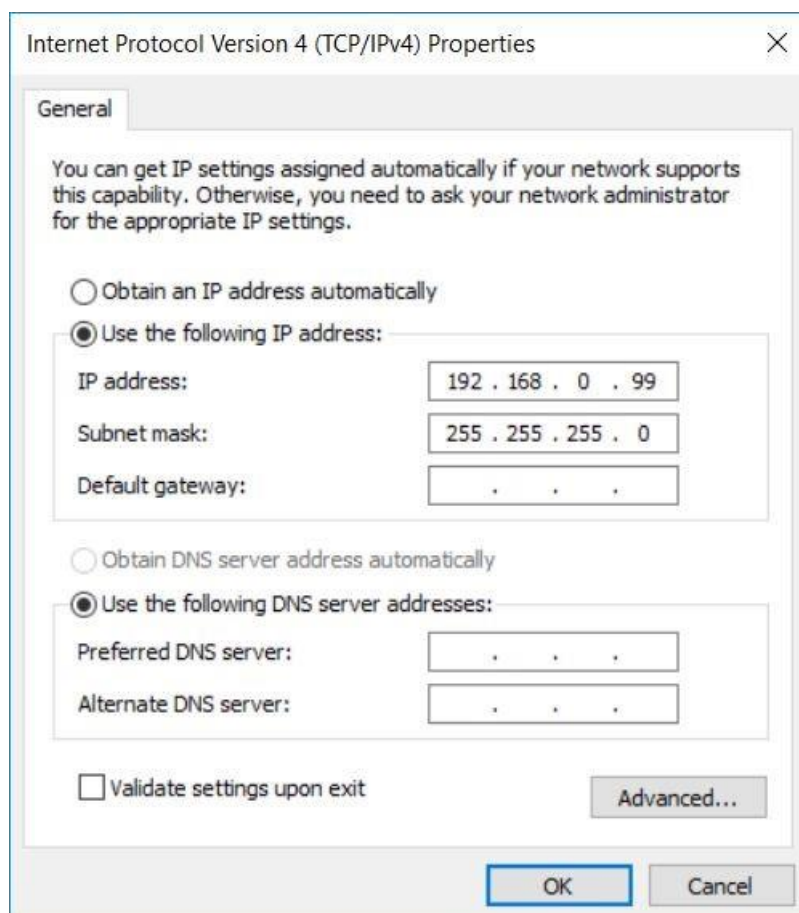 Internet Protocol Version 4 (TCP/IPv4) Properties
General
You can get IP settings assigned automatically if your network supports
this capability. Otherwise, you need to ask your network administrator
for the appropriate IP settings.
Obtain an IP address automatically
Use the following IP address:
IP address: 192 . 168 . 0 . 99
Subnet mask: 255 . 255 . 255 . 0
Default gateway: . . .
Obtain DNS server address automatically
Use the following DNS server addresses:
Preferred DNS server: . . .
Alternate DNS server: . . .
Validate settings upon exit
Advanced...
OK Cancel